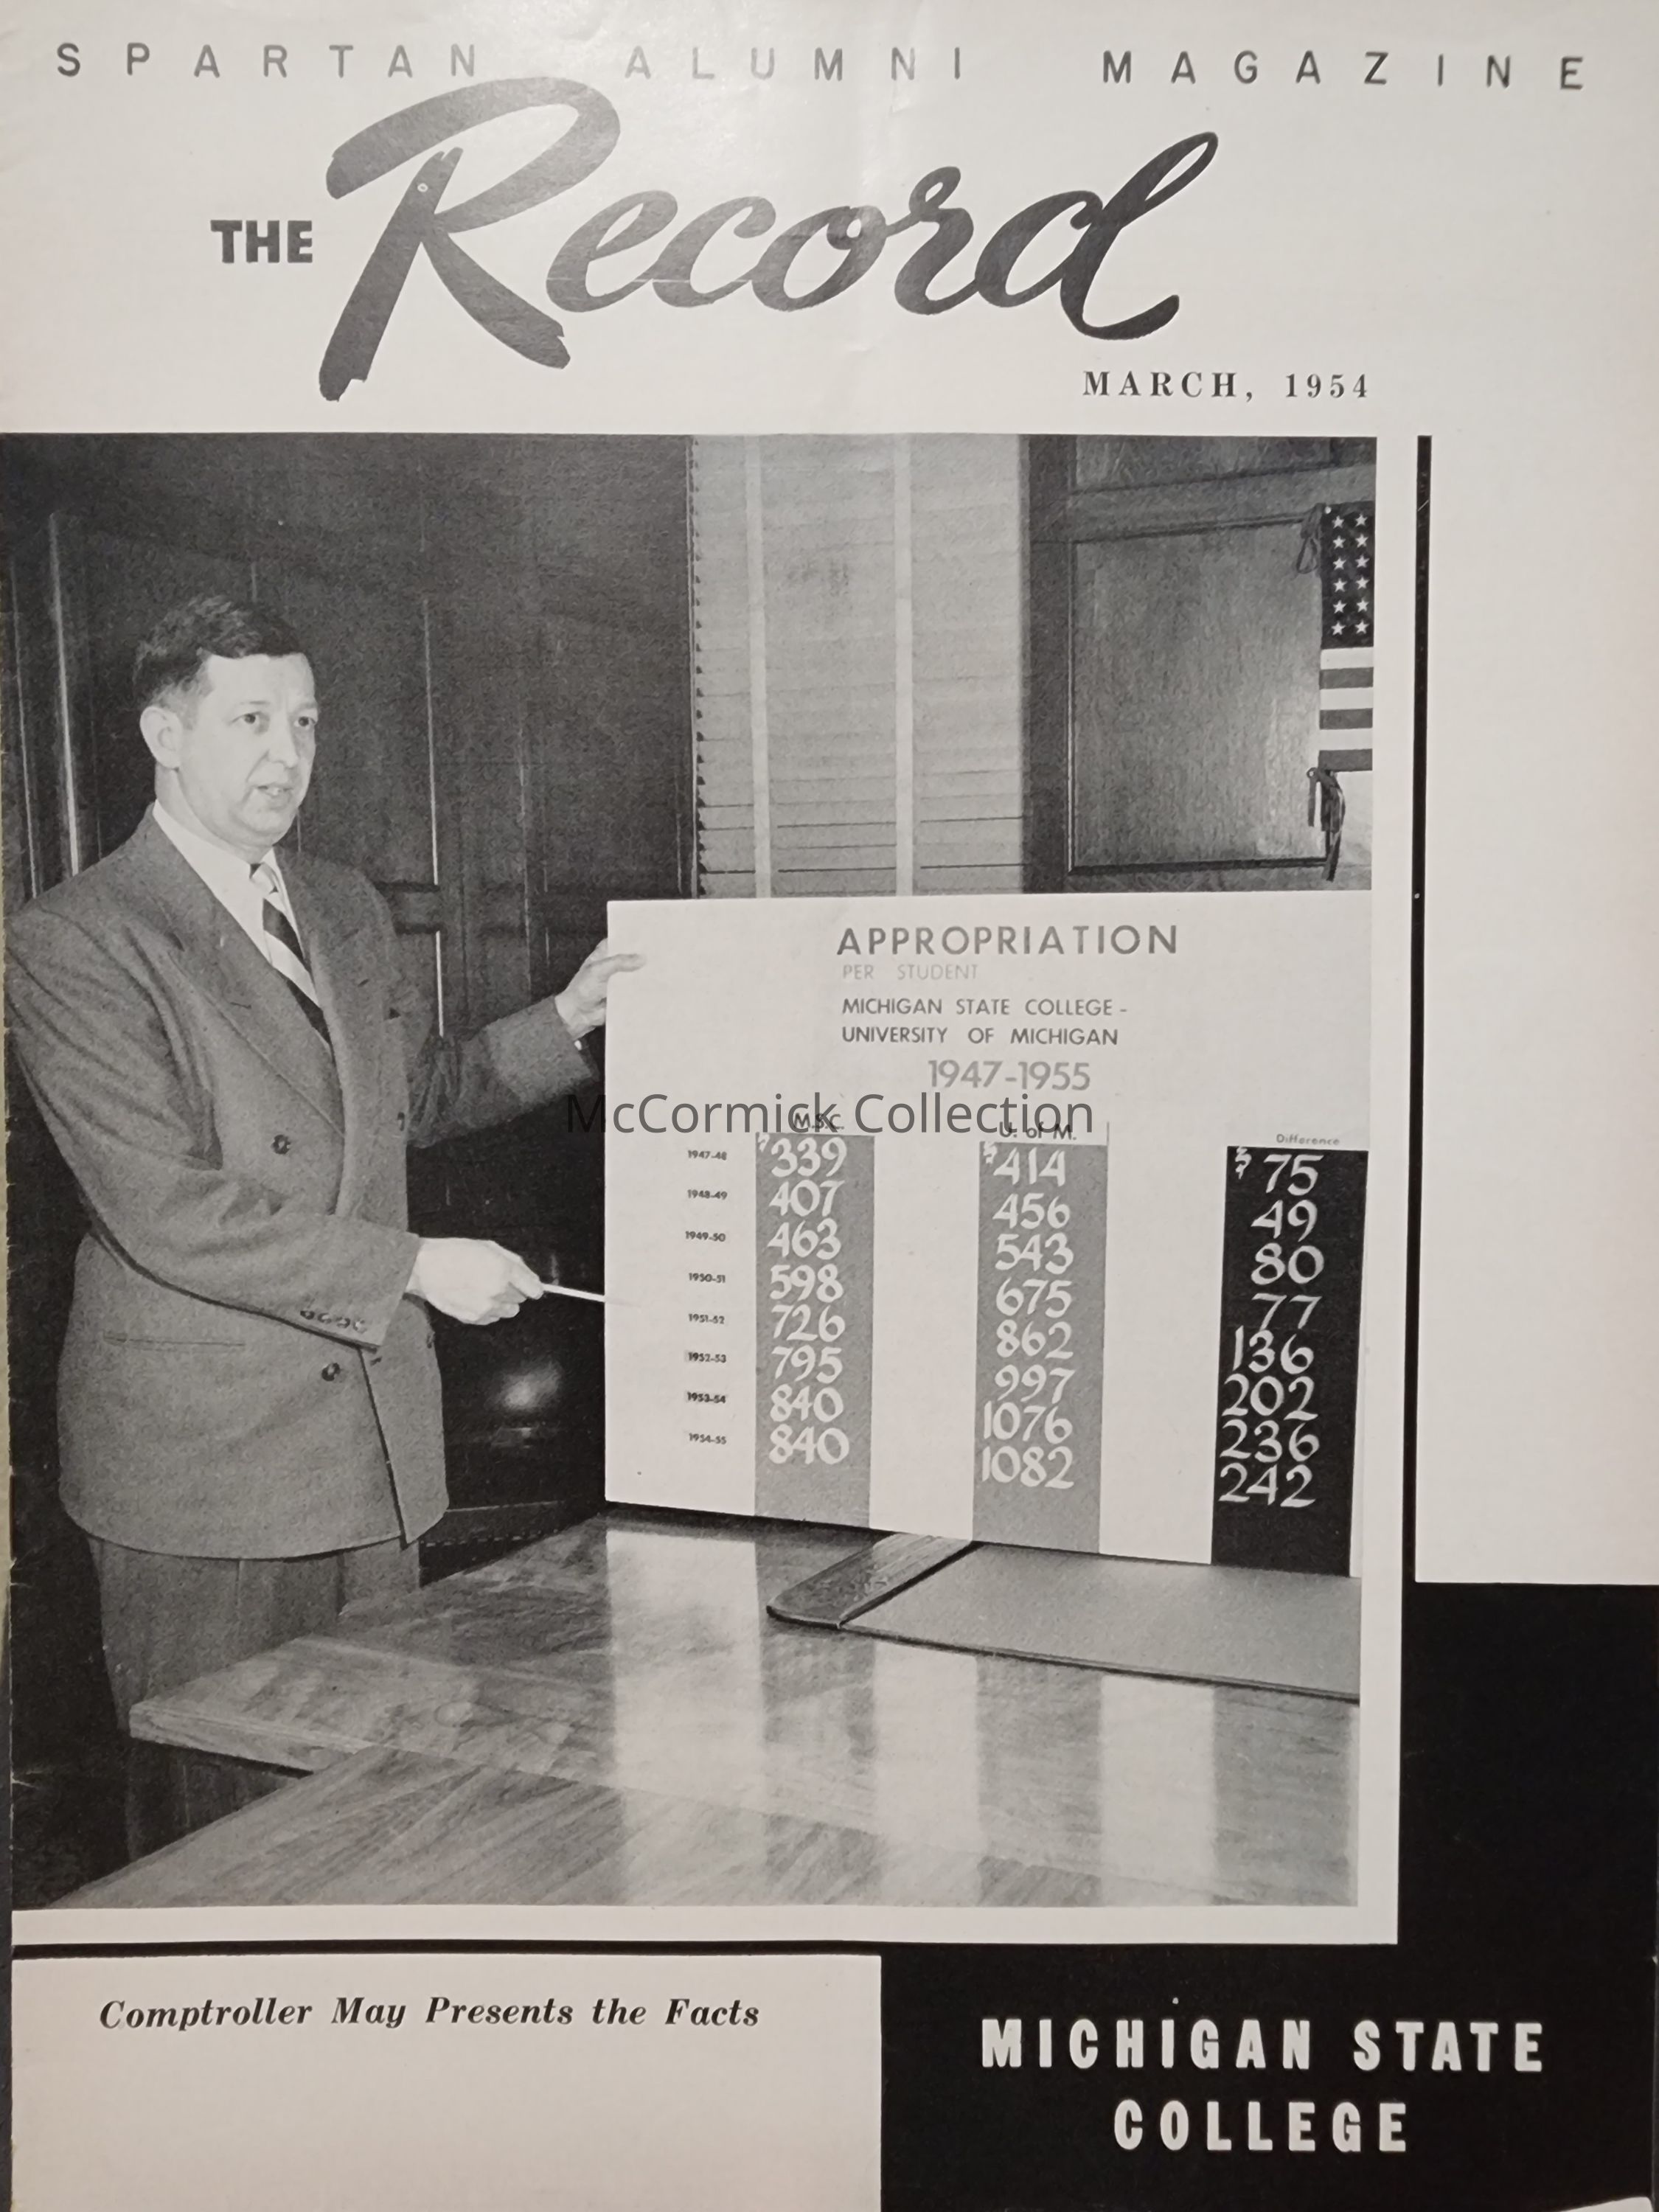 SPARTAN ALUMNI MAGAZINE
THE Record
MARCH, 1954
APPROPRIATION
PER STUDENT
MICHIGAN STATE COLLEGE -
UNIVERSITY OF MICHIGAN
1947-1955
McCormick Collection
M.S.C. U. of M. Difference
1947-48 $339 $414 $75
1948-49 407 456 49
1949-50 463 543 80
1950-51 598 675 77
1951-52 726 862 136
1952-53 795 997 202
1953-54 840 1076 236
1954-55 840 1082 242
Comptroller May Presents the Facts
MICHIGAN STATE
COLLEGE